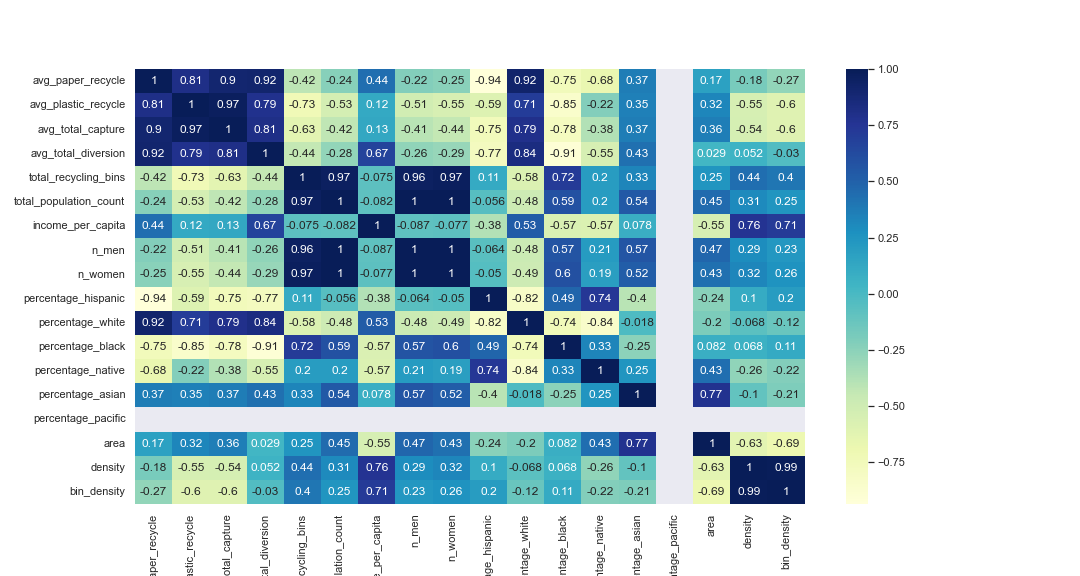 avg_paper_recycle 1 0.81 0.9 0.92 -0.42 -0.24 0.44 -0.22 -0.25 -0.94 0.92 -0.75 -0.68 0.37 0.17 -0.18 -0.27
avg_plastic_recycle 0.81 1 0.97 0.79 -0.73 -0.53 0.12 -0.51 -0.55 -0.59 0.71 -0.85 -0.22 0.35 0.32 -0.55 -0.6
avg_total_capture 0.9 0.97 1 0.81 -0.63 -0.42 0.13 -0.41 -0.44 -0.75 0.79 -0.78 -0.38 0.37 0.36 -0.54 -0.6
avg_total_diversion 0.92 0.79 0.81 1 -0.44 -0.28 0.67 -0.26 -0.29 -0.77 0.84 -0.91 -0.55 0.43 0.029 0.052 -0.03
total_recycling_bins -0.42 -0.73 -0.63 -0.44 1 0.97 -0.075 0.96 0.97 0.11 -0.58 0.72 0.2 0.33 0.25 0.44 0.4
total_population_count -0.24 -0.53 -0.42 -0.28 0.97 1 -0.082 1 1 -0.056 -0.48 0.59 0.2 0.54 0.45 0.31 0.25
income_per_capita 0.44 0.12 0.13 0.67 -0.075 -0.082 1 -0.087 -0.077 -0.38 0.53 -0.57 -0.57 0.078 -0.55 0.76 0.71
n_men -0.22 -0.51 -0.41 -0.26 0.96 1 -0.087 1 1 -0.064 -0.48 0.57 0.21 0.57 0.47 0.29 0.23
n_women -0.25 -0.55 -0.44 -0.29 0.97 1 -0.077 1 1 -0.05 -0.49 0.6 0.19 0.52 0.43 0.32 0.26
percentage_hispanic -0.94 -0.59 -0.75 -0.77 0.11 -0.056 -0.38 -0.064 -0.05 1 -0.82 0.49 0.74 -0.4 -0.24 0.1 0.2
percentage_white 0.92 0.71 0.79 0.84 -0.58 -0.48 0.53 -0.48 -0.49 -0.82 1 -0.74 -0.84 -0.018 -0.2 -0.068 -0.12
percentage_black -0.75 -0.85 -0.78 -0.91 0.72 0.59 -0.57 0.57 0.6 0.49 -0.74 1 0.33 -0.25 0.082 0.068 0.11
percentage_native -0.68 -0.22 -0.38 -0.55 0.2 0.2 -0.57 0.21 0.19 0.74 -0.84 0.33 1 0.25 0.43 -0.26 -0.22
percentage_asian 0.37 0.35 0.37 0.43 0.33 0.54 0.078 0.57 0.52 -0.4 -0.018 -0.25 0.25 1 0.77 -0.1 -0.21
percentage_pacific
area 0.17 0.32 0.36 0.029 0.25 0.45 -0.55 0.47 0.43 -0.24 -0.2 0.082 0.43 0.77 1 -0.63 -0.69
density -0.18 -0.55 -0.54 0.052 0.44 0.31 0.76 0.29 0.32 0.1 -0.068 0.068 -0.26 -0.1 -0.63 1 0.99
bin_density -0.27 -0.6 -0.6 -0.03 0.4 0.25 0.71 0.23 0.26 0.2 -0.12 0.11 -0.22 -0.21 -0.69 0.99 1
paper_recycle
astic_recycle
otal_capture
tal_diversion
cycling_bins
lation_count
e_per_capita
n_men
n_women
ge_hispanic
ntage_white
ntage_black
ntage_native
ntage_asian
tage_pacific
area
density
bin_density
1.00
0.75
0.50
0.25
0.00
−0.25
−0.50
−0.75